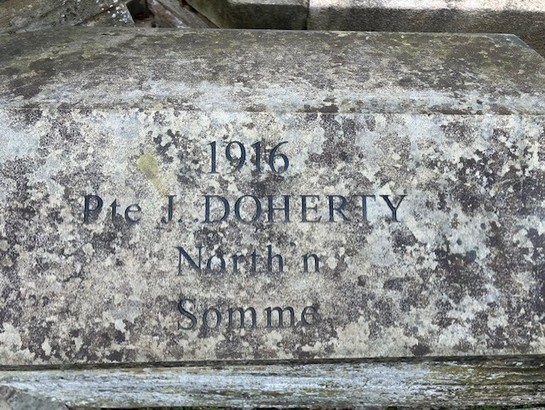 1916
Pte J. DOHERTY
North n
Somme